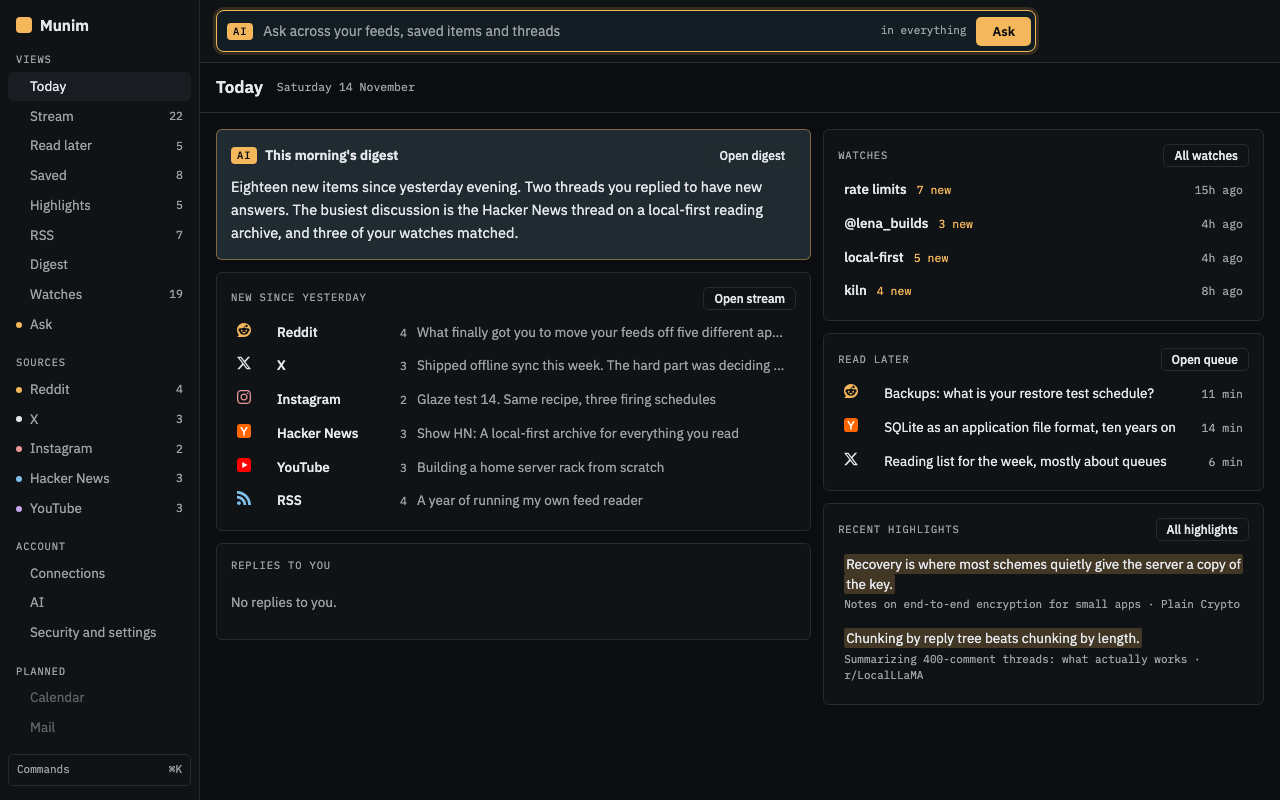 Munim
VIEWS
Today
Stream 22
Read later 5
Saved 8
Highlights 5
RSS 7
Digest
Watches 19
Ask
SOURCES
Reddit 4
X 3
Instagram 2
Hacker News 3
YouTube 3
ACCOUNT
Connections
AI
Security and settings
PLANNED
Calendar
Mail
Commands ⌘K
AI Ask across your feeds, saved items and threads in everything Ask
Today Saturday 14 November
AI This morning's digest Open digest
Eighteen new items since yesterday evening. Two threads you replied to have new
answers. The busiest discussion is the Hacker News thread on a local-first reading
archive, and three of your watches matched.
NEW SINCE YESTERDAY Open stream
Reddit 4 What finally got you to move your feeds off five different ap...
X 3 Shipped offline sync this week. The hard part was deciding ...
Instagram 2 Glaze test 14. Same recipe, three firing schedules
Hacker News 3 Show HN: A local-first archive for everything you read
YouTube 3 Building a home server rack from scratch
RSS 4 A year of running my own feed reader
REPLIES TO YOU
No replies to you.
WATCHES All watches
rate limits 7 new 15h ago
@lena_builds 3 new 4h ago
local-first 5 new 4h ago
kiln 4 new 8h ago
READ LATER Open queue
Backups: what is your restore test schedule? 11 min
SQLite as an application file format, ten years on 14 min
Reading list for the week, mostly about queues 6 min
RECENT HIGHLIGHTS All highlights
Recovery is where most schemes quietly give the server a copy of
the key.
Notes on end-to-end encryption for small apps · Plain Crypto
Chunking by reply tree beats chunking by length.
Summarizing 400-comment threads: what actually works ·
r/LocalLLaMA